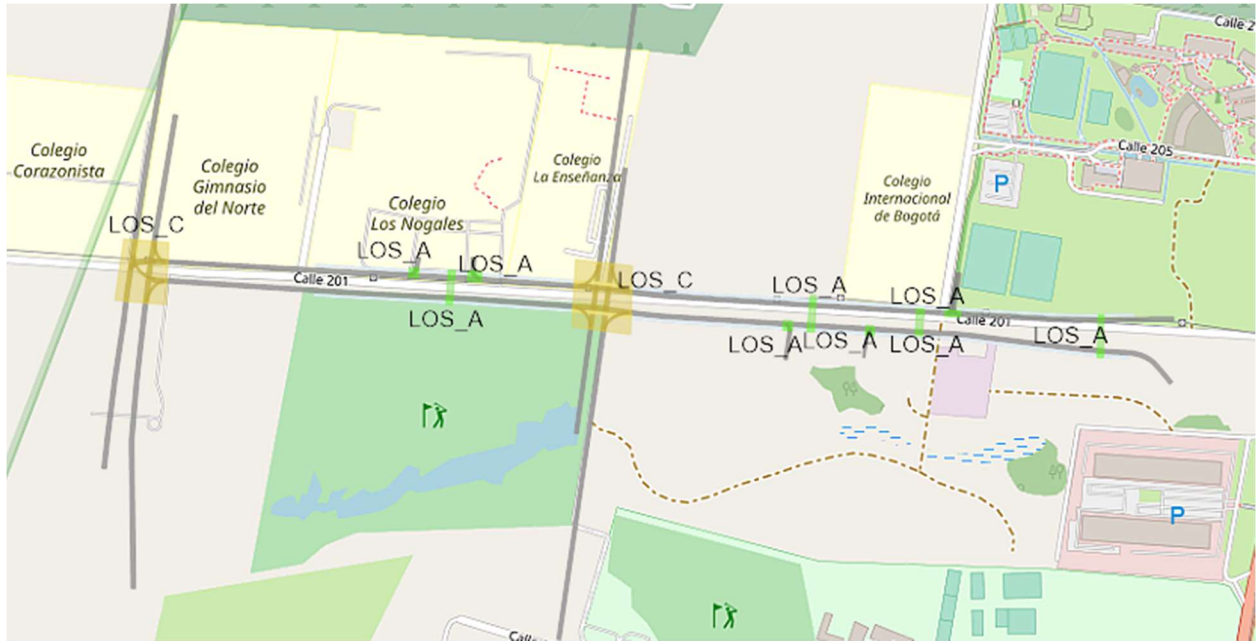 Calle 2
Calle 205
Colegio
Corazonista
Colegio
Gimnasio
del Norte
Colegio
Los Nogales
Colegio
La Enseñanza
Colegio
Internacional
de Bogotá
P
LOS_C
LOS_A
LOS_A
LOS_C
LOS_A
LOS_A
Calle 201
LOS_A
Calle 201
LOS_A
LOS_A
LOS_A
LOS_A
P
Calle